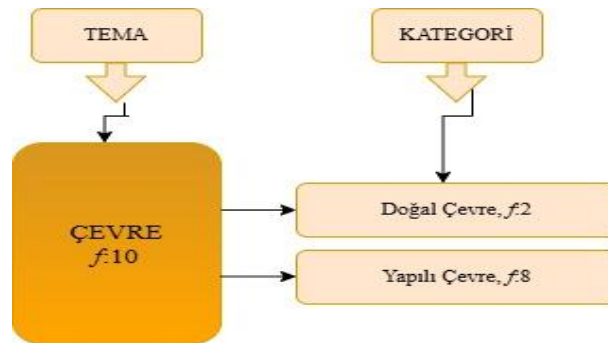 TEMA
KATEGORİ
ÇEVRE
f:10
Doğal Çevre, f:2
Yapılı Çevre, f:8